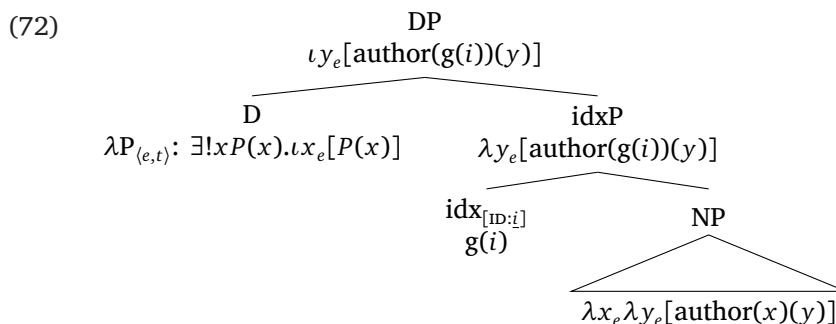 (72)
DP
ιy_e[author(g(i))(y)]
D idxP
λP_⟨e,t⟩: ∃!xP(x).ιx_e[P(x)] λy_e[author(g(i))(y)]
idx_[ID:i] NP
g(i)
λx_eλy_e[author(x)(y)]